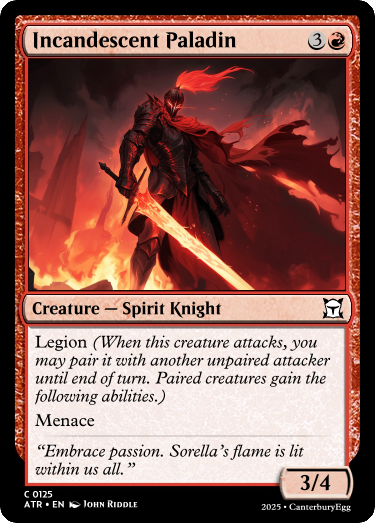 Incandescent Paladin 3
Creature — Spirit Knight
Legion (When this creature attacks, you
may pair it with another unpaired attacker
until end of turn. Paired creatures gain the
following abilities.)
Menace
“Embrace passion. Sorella’s flame is lit
within us all.”
3/4
C 0125
ATR • EN John Riddle
2025 • CanterburyEgg